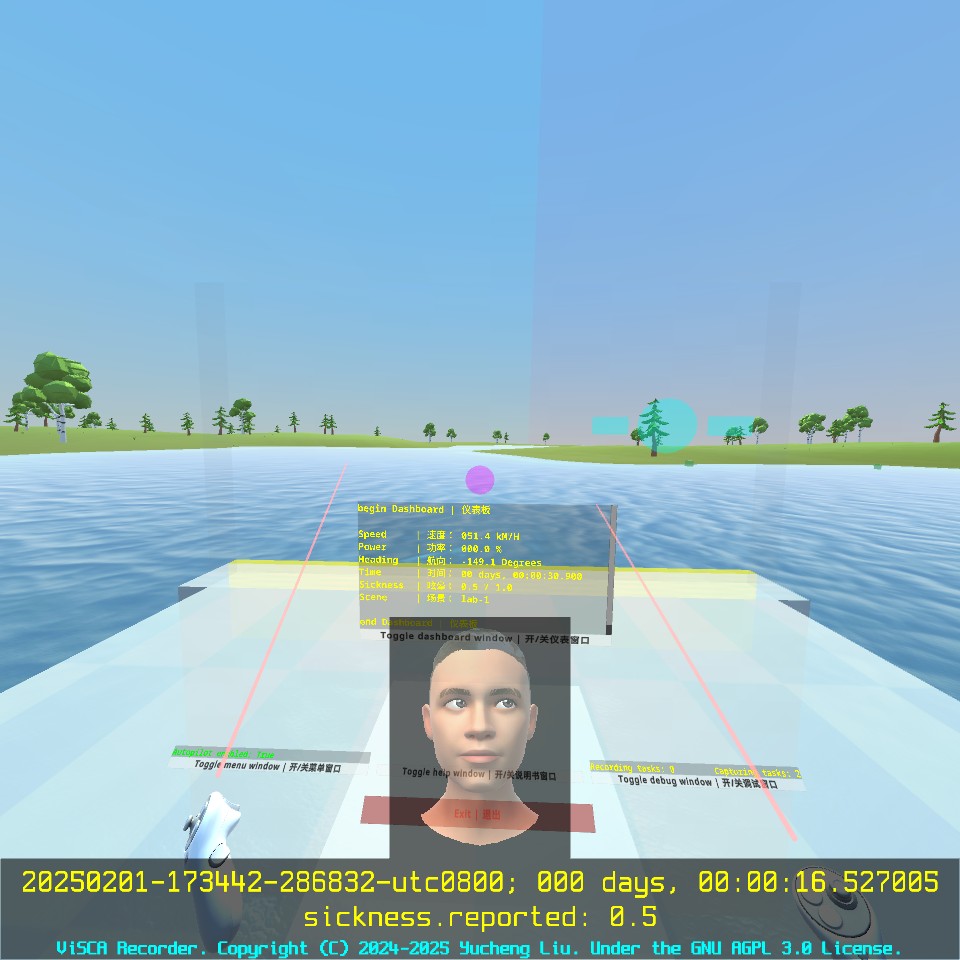 begin Dashboard | 仪表板
Speed | 速度: 051.4 kM/H
Power | 功率: 000.0 %
Heading | 航向: -149.1 Degrees
Time | 时间: 00 days, 00:00:30.900
Sickness | 0.5 / 1.0
Scene | 场景: lab-1
end Dashboard | 仪表板
Toggle dashboard window | 开/关仪表窗口
Autopilot enabled: true
Toggle menu window | 开/关菜单窗口
Toggle help window | 开/关说明书窗口
Recording tasks: 0 Capturing tasks: 2
Toggle debug window | 开/关调试窗口
Exit | 退出
20250201-173442-286832-utc0800; 000 days, 00:00:16.527005
sickness.reported: 0.5
ViSCA Recorder. Copyright (C) 2024-2025 Yucheng Liu. Under the GNU AGPL 3.0 License.